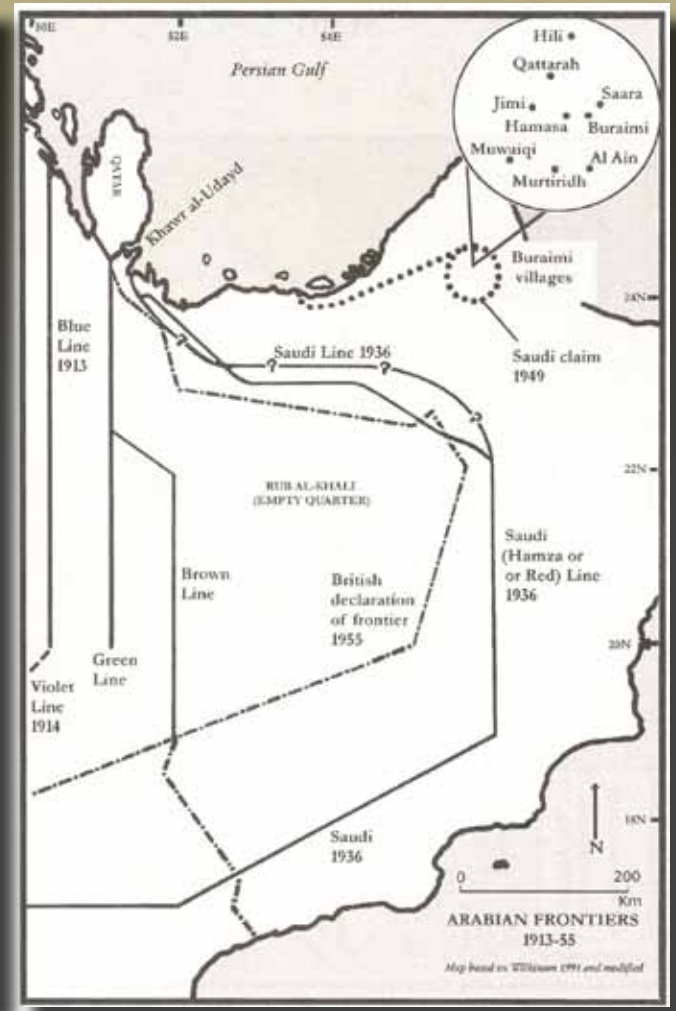 50E
52E
54E
Persian Gulf
Hili
Qattarah
Jimi
Saara
Hamasa
Buraimi
Muwaiqi
Al Ain
Murtiridh
QATAR
Khawr al-Udayd
Buraimi
villages
24N
Blue
Line
1913
?
Saudi Line 1936
?
?
?
Saudi claim
1949
22N
RUB AL-KHALI
(EMPTY QUARTER)
Saudi
(Hamza or
or Red) Line
1936
Brown
Line
British
declaration
of frontier
1955
20N
Green
Line
Violet
Line
1914
18N
Saudi
1936
N
0
200
Km
ARABIAN FRONTIERS
1913-55
Map based on Wilkinson 1991 and modified